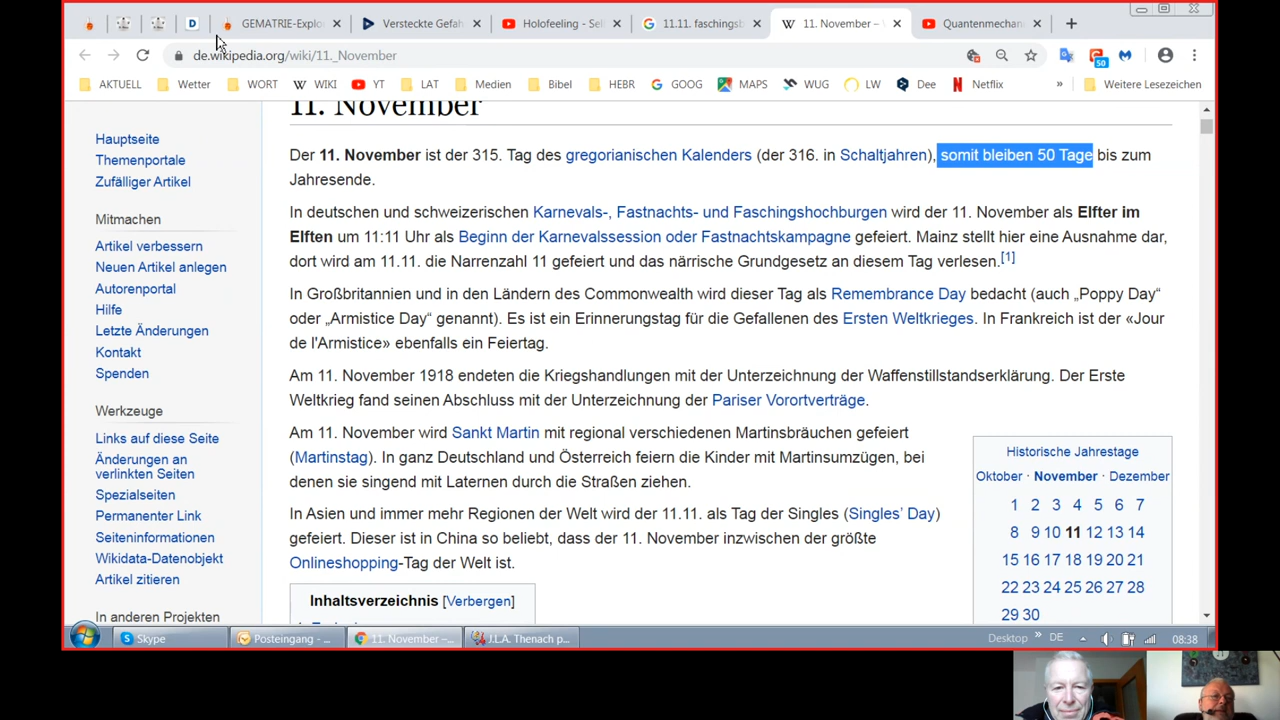 D
GEMATRIE-Explo
Versteckte Gefah
Holofeeling - Sel
11.11. faschingsb
11. November –
Quantenmechan
de.wikipedia.org/wiki/11._November
50
AKTUELL Wetter WORT WIKI YT LAT Medien Bibel HEBR GOOG MAPS WUG LW Dee Netflix » Weitere Lesezeichen
11. November
Hauptseite
Themenportale
Zufälliger Artikel
Mitmachen
Artikel verbessern
Neuen Artikel anlegen
Autorenportal
Hilfe
Letzte Änderungen
Kontakt
Spenden
Werkzeuge
Links auf diese Seite
Änderungen an
verlinkten Seiten
Spezialseiten
Permanenter Link
Seiteninformationen
Wikidata-Datenobjekt
Artikel zitieren
In anderen Projekten
Der 11. November ist der 315. Tag des gregorianischen Kalenders (der 316. in Schaltjahren), somit bleiben 50 Tage bis zum
Jahresende.
In deutschen und schweizerischen Karnevals-, Fastnachts- und Faschingshochburgen wird der 11. November als Elfter im
Elften um 11:11 Uhr als Beginn der Karnevalssession oder Fastnachtskampagne gefeiert. Mainz stellt hier eine Ausnahme dar,
dort wird am 11.11. die Narrenzahl 11 gefeiert und das närrische Grundgesetz an diesem Tag verlesen.[1]
In Großbritannien und in den Ländern des Commonwealth wird dieser Tag als Remembrance Day bedacht (auch „Poppy Day“
oder „Armistice Day“ genannt). Es ist ein Erinnerungstag für die Gefallenen des Ersten Weltkrieges. In Frankreich ist der «Jour
de l'Armistice» ebenfalls ein Feiertag.
Am 11. November 1918 endeten die Kriegshandlungen mit der Unterzeichnung der Waffenstillstandserklärung. Der Erste
Weltkrieg fand seinen Abschluss mit der Unterzeichnung der Pariser Vorortverträge.
Am 11. November wird Sankt Martin mit regional verschiedenen Martinsbräuchen gefeiert
(Martinstag). In ganz Deutschland und Österreich feiern die Kinder mit Martinsumzügen, bei
denen sie singend mit Laternen durch die Straßen ziehen.
In Asien und immer mehr Regionen der Welt wird der 11.11. als Tag der Singles (Singles' Day)
gefeiert. Dieser ist in China so beliebt, dass der 11. November inzwischen der größte
Onlineshopping-Tag der Welt ist.
Inhaltsverzeichnis [Verbergen]
Historische Jahrestage
Oktober · November · Dezember
1 2 3 4 5 6 7
8 9 10 11 12 13 14
15 16 17 18 19 20 21
22 23 24 25 26 27 28
29 30
Skype
Posteingang - ...
11. November –...
J.L.A. Thenach p...
Desktop » DE 08:38